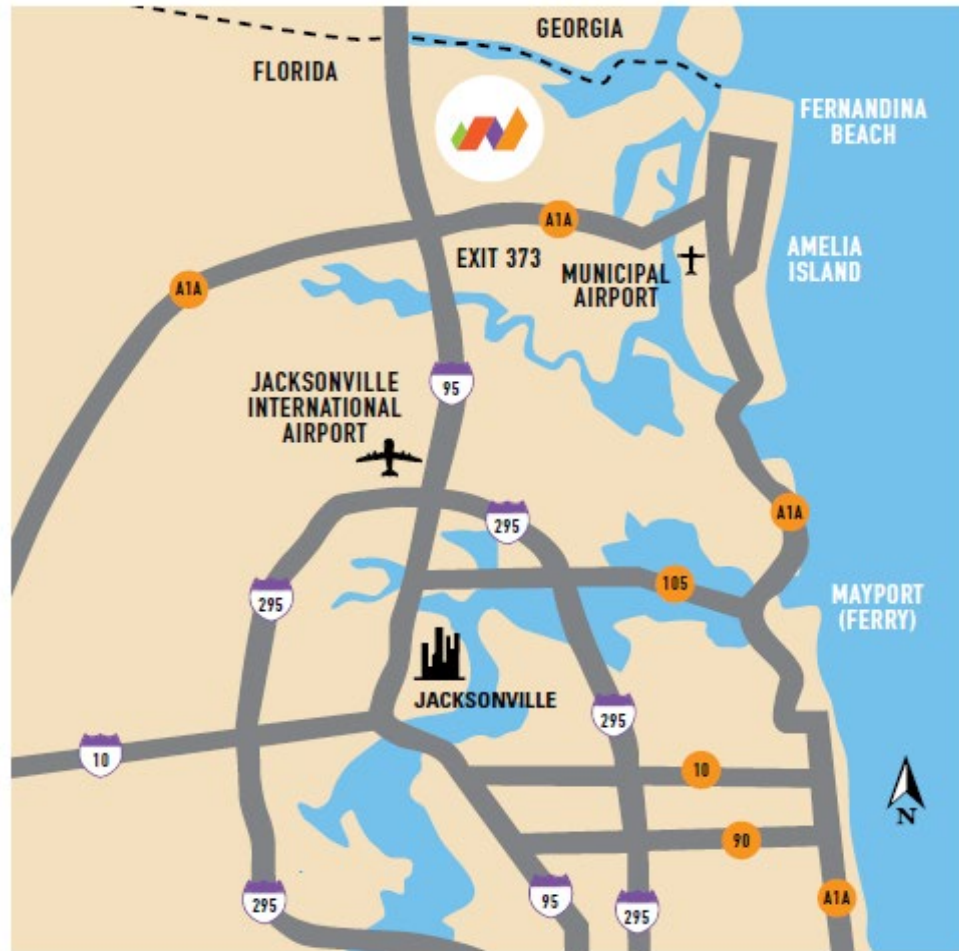 GEORGIA
FLORIDA
FERNANDINA
BEACH
A1A
EXIT 373
MUNICIPAL
AIRPORT
AMELIA
ISLAND
A1A
JACKSONVILLE
INTERNATIONAL
AIRPORT
95
A1A
295
295
105
MAYPORT
(FERRY)
JACKSONVILLE
295
10
10
N
90
295
95
295
A1A